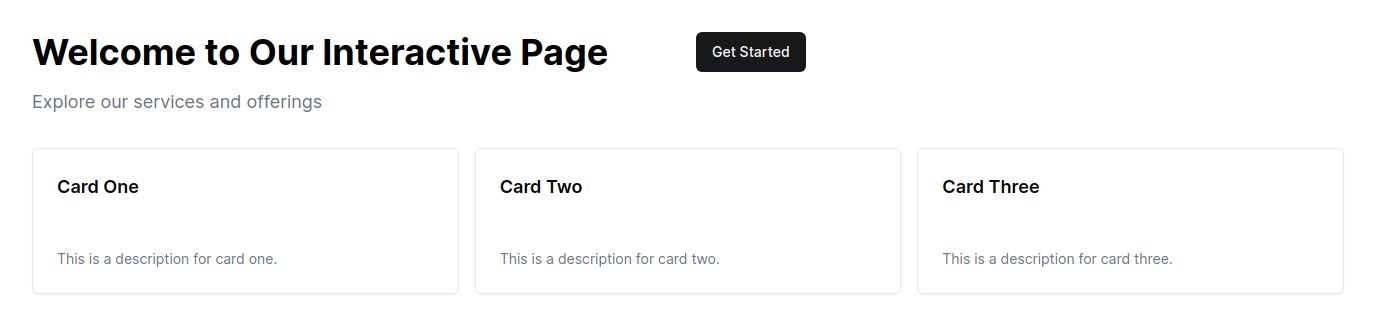 Welcome to Our Interactive Page
Get Started
Explore our services and offerings
Card One
This is a description for card one.
Card Two
This is a description for card two.
Card Three
This is a description for card three.